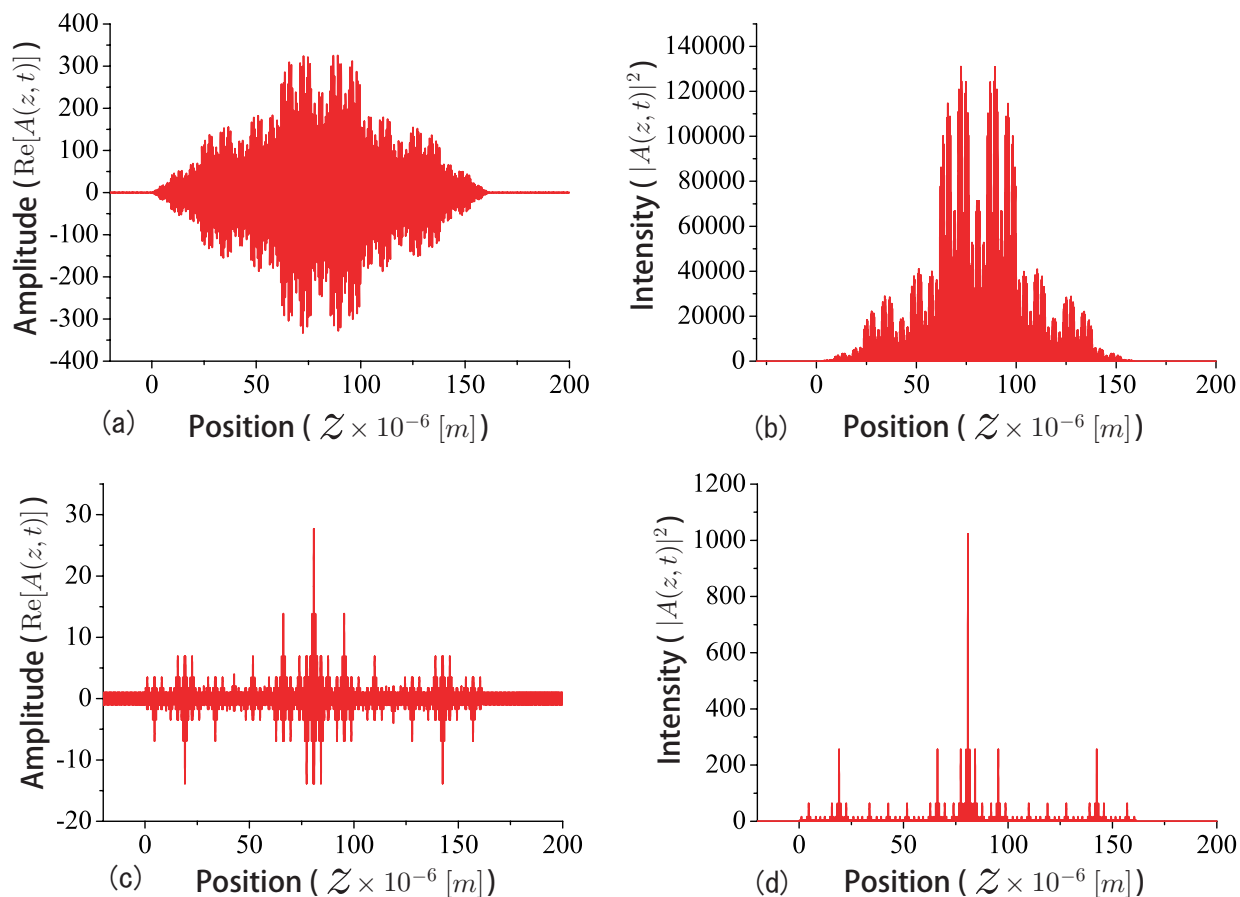 400
300
200
100
0
-100
-200
-300
-400
Amplitude ( Re[A(z, t)] )
0 50 100 150 200
(a) Position ( Z × 10⁻⁶ [m] )
140000
120000
100000
80000
60000
40000
20000
0
Intensity ( |A(z, t)|² )
0 50 100 150 200
(b) Position ( Z × 10⁻⁶ [m] )
30
20
10
0
-10
-20
Amplitude ( Re[A(z, t)] )
0 50 100 150 200
(c) Position ( Z × 10⁻⁶ [m] )
1200
1000
800
600
400
200
0
Intensity ( |A(z, t)|² )
0 50 100 150 200
(d) Position ( Z × 10⁻⁶ [m] )